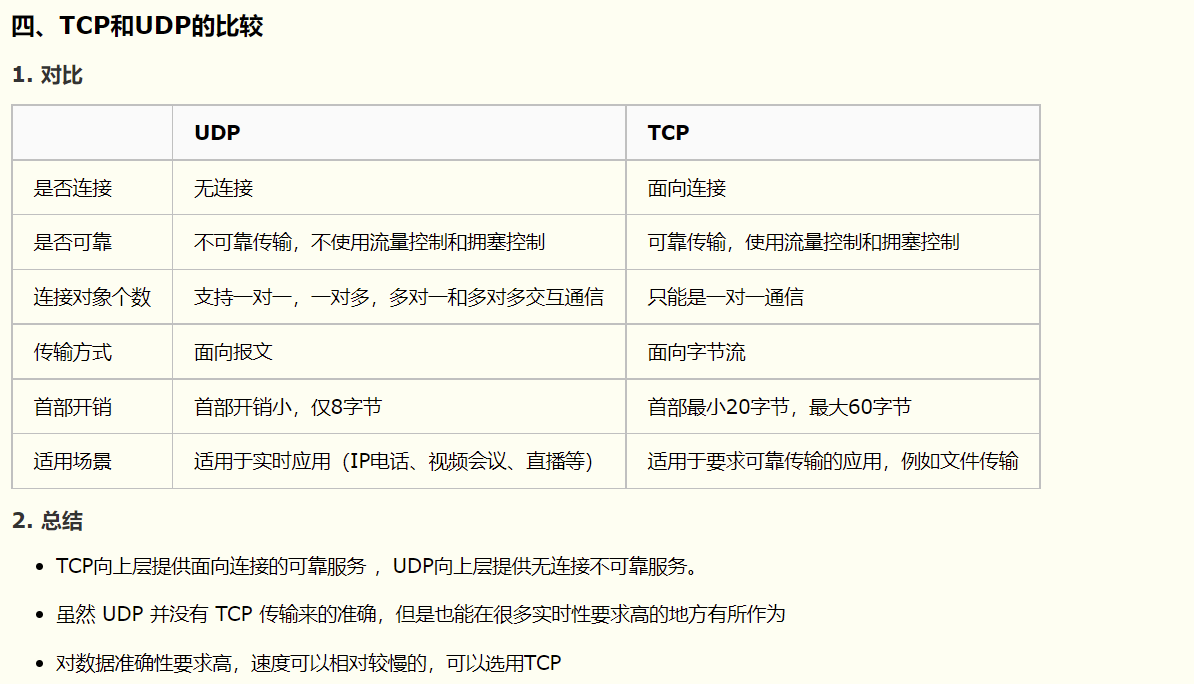 四、TCP和UDP的比较
1. 对比
UDP TCP
是否连接 无连接 面向连接
是否可靠 不可靠传输，不使用流量控制和拥塞控制 可靠传输，使用流量控制和拥塞控制
连接对象个数 支持一对一，一对多，多对一和多对多交互通信 只能是一对一通信
传输方式 面向报文 面向字节流
首部开销 首部开销小，仅8字节 首部最小20字节，最大60字节
适用场景 适用于实时应用（IP电话、视频会议、直播等） 适用于要求可靠传输的应用，例如文件传输
2. 总结
• TCP向上层提供面向连接的可靠服务 ，UDP向上层提供无连接不可靠服务。
• 虽然 UDP 并没有 TCP 传输来的准确，但是也能在很多实时性要求高的地方有所作为
• 对数据准确性要求高，速度可以相对较慢的，可以选用TCP